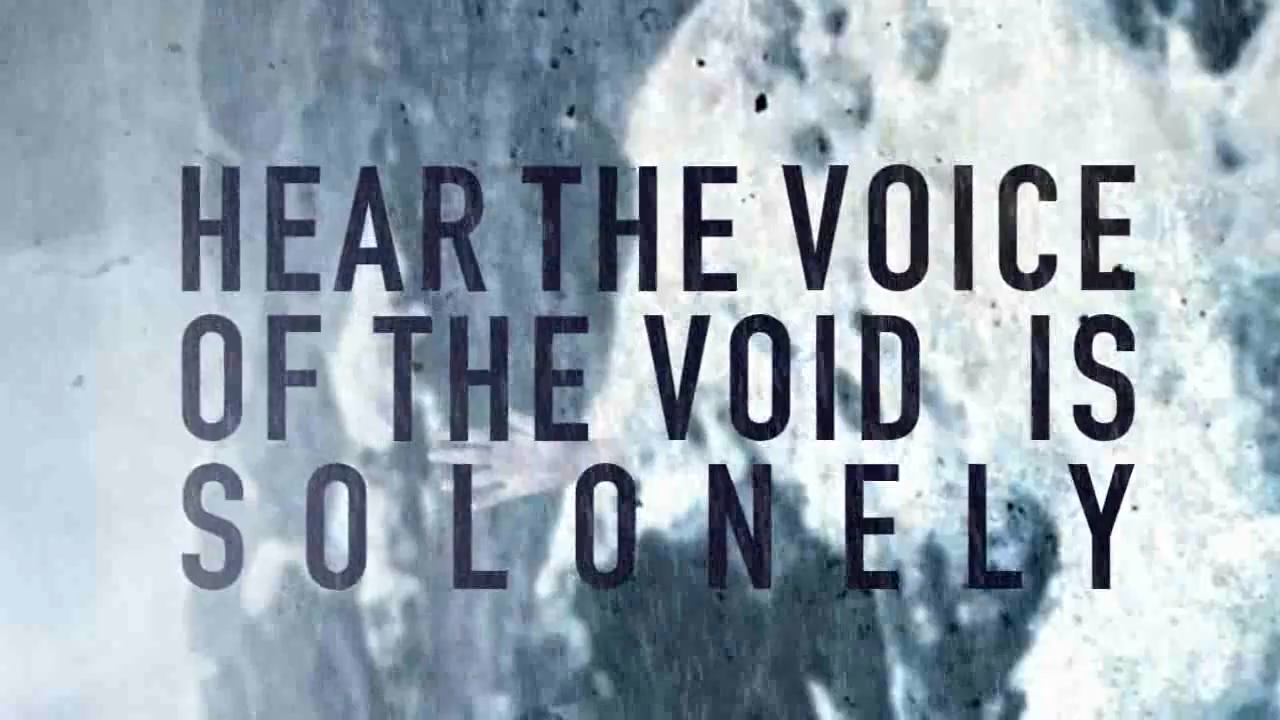 HEAR THE VOICE
OF THE VOID IS
SO LONELY